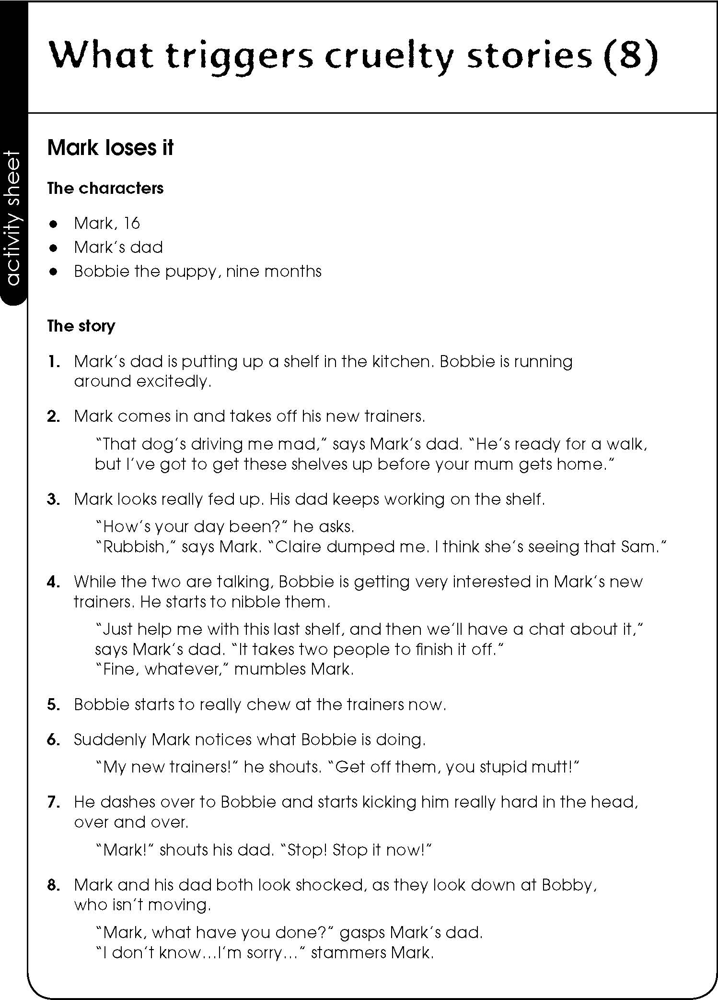 What triggers cruelty stories (8)
activity sheet
Mark loses it
The characters
● Mark, 16
● Mark’s dad
● Bobbie the puppy, nine months
The story
1. Mark’s dad is putting up a shelf in the kitchen. Bobbie is running
around excitedly.
2. Mark comes in and takes off his new trainers.
“That dog’s driving me mad,” says Mark’s dad. “He’s ready for a walk,
but I’ve got to get these shelves up before your mum gets home.”
3. Mark looks really fed up. His dad keeps working on the shelf.
“How’s your day been?” he asks.
“Rubbish,” says Mark. “Claire dumped me. I think she’s seeing that Sam.”
4. While the two are talking, Bobbie is getting very interested in Mark’s new
trainers. He starts to nibble them.
“Just help me with this last shelf, and then we’ll have a chat about it,”
says Mark’s dad. “It takes two people to finish it off.”
“Fine, whatever,” mumbles Mark.
5. Bobbie starts to really chew at the trainers now.
6. Suddenly Mark notices what Bobbie is doing.
“My new trainers!” he shouts. “Get off them, you stupid mutt!”
7. He dashes over to Bobbie and starts kicking him really hard in the head,
over and over.
“Mark!” shouts his dad. “Stop! Stop it now!”
8. Mark and his dad both look shocked, as they look down at Bobby,
who isn’t moving.
“Mark, what have you done?” gasps Mark’s dad.
“I don’t know...I’m sorry...” stammers Mark.